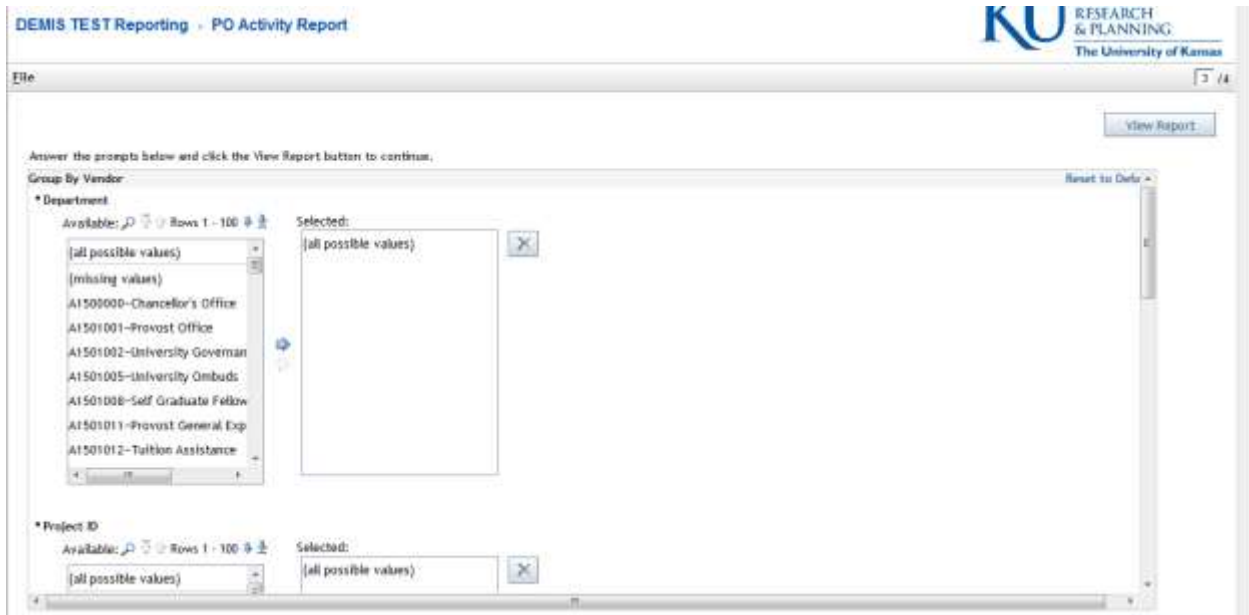 DEMIS TEST Reporting - PO Activity Report
KU RESEARCH
& PLANNING
The University of Kansas
File
3 /4
View Report
Answer the prompts below and click the View Report button to continue.
Group By Vendor
Reset to Defa
* Department
Available: Rows 1 - 100
Selected:
(all possible values)
(all possible values)
(missing values)
A1500000-Chancellor's Office
A1501001-Provost Office
A1501002-University Governan
A1501005-University Ombuds
A1501008-Self Graduate Fellow
A1501011-Provost General Exp
A1501012-Tuition Assistance
* Project ID
Available: Rows 1 - 100
Selected:
(all possible values)
(all possible values)